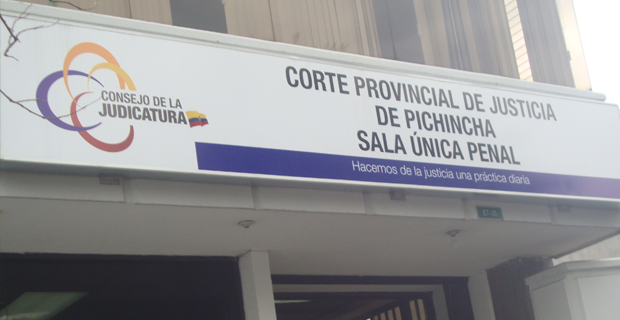 CONSEJO DE LA
JUDICATURA
CORTE PROVINCIAL DE JUSTICIA
DE PICHINCHA
SALA ÚNICA PENAL
Hacemos de la justicia una práctica diaria